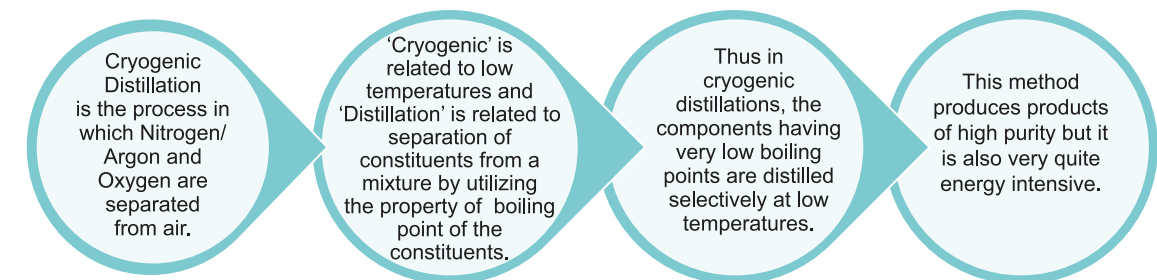 Cryogenic
Distillation
is the process in
which Nitrogen/
Argon and
Oxygen are
separated
from air.
‘Cryogenic’ is
related to low
temperatures and
‘Distillation’ is related to
separation of
constituents from a
mixture by utilizing
the property of boiling
point of the
constituents.
Thus in
cryogenic
distillations, the
components having
very low boiling
points are distilled
selectively at low
temperatures.
This method
produces products
of high purity but it
is also very quite
energy intensive.